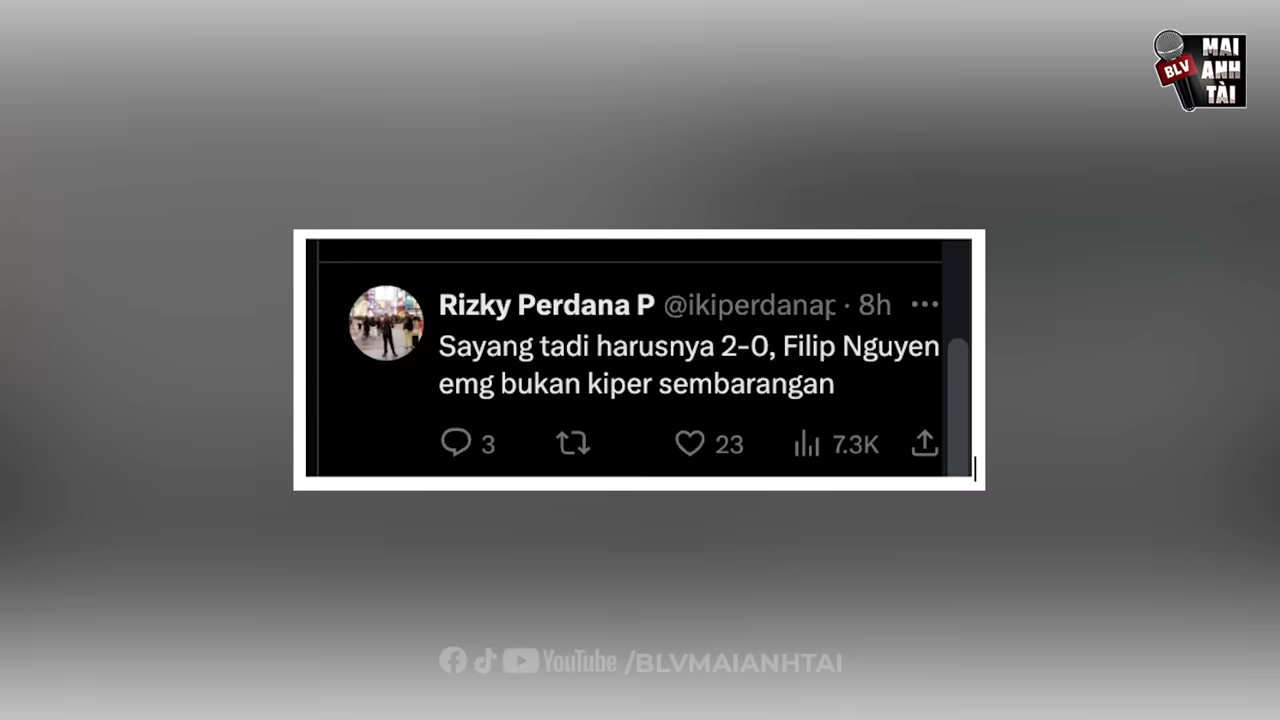 MAI
BLV ANH
TÀI
Rizky Perdana P @ikiperdanap · 8h ...
Sayang tadi harusnya 2-0, Filip Nguyen
emg bukan kiper sembarangan
3 23 7.3K
YouTube /BLVMAIANHTAI